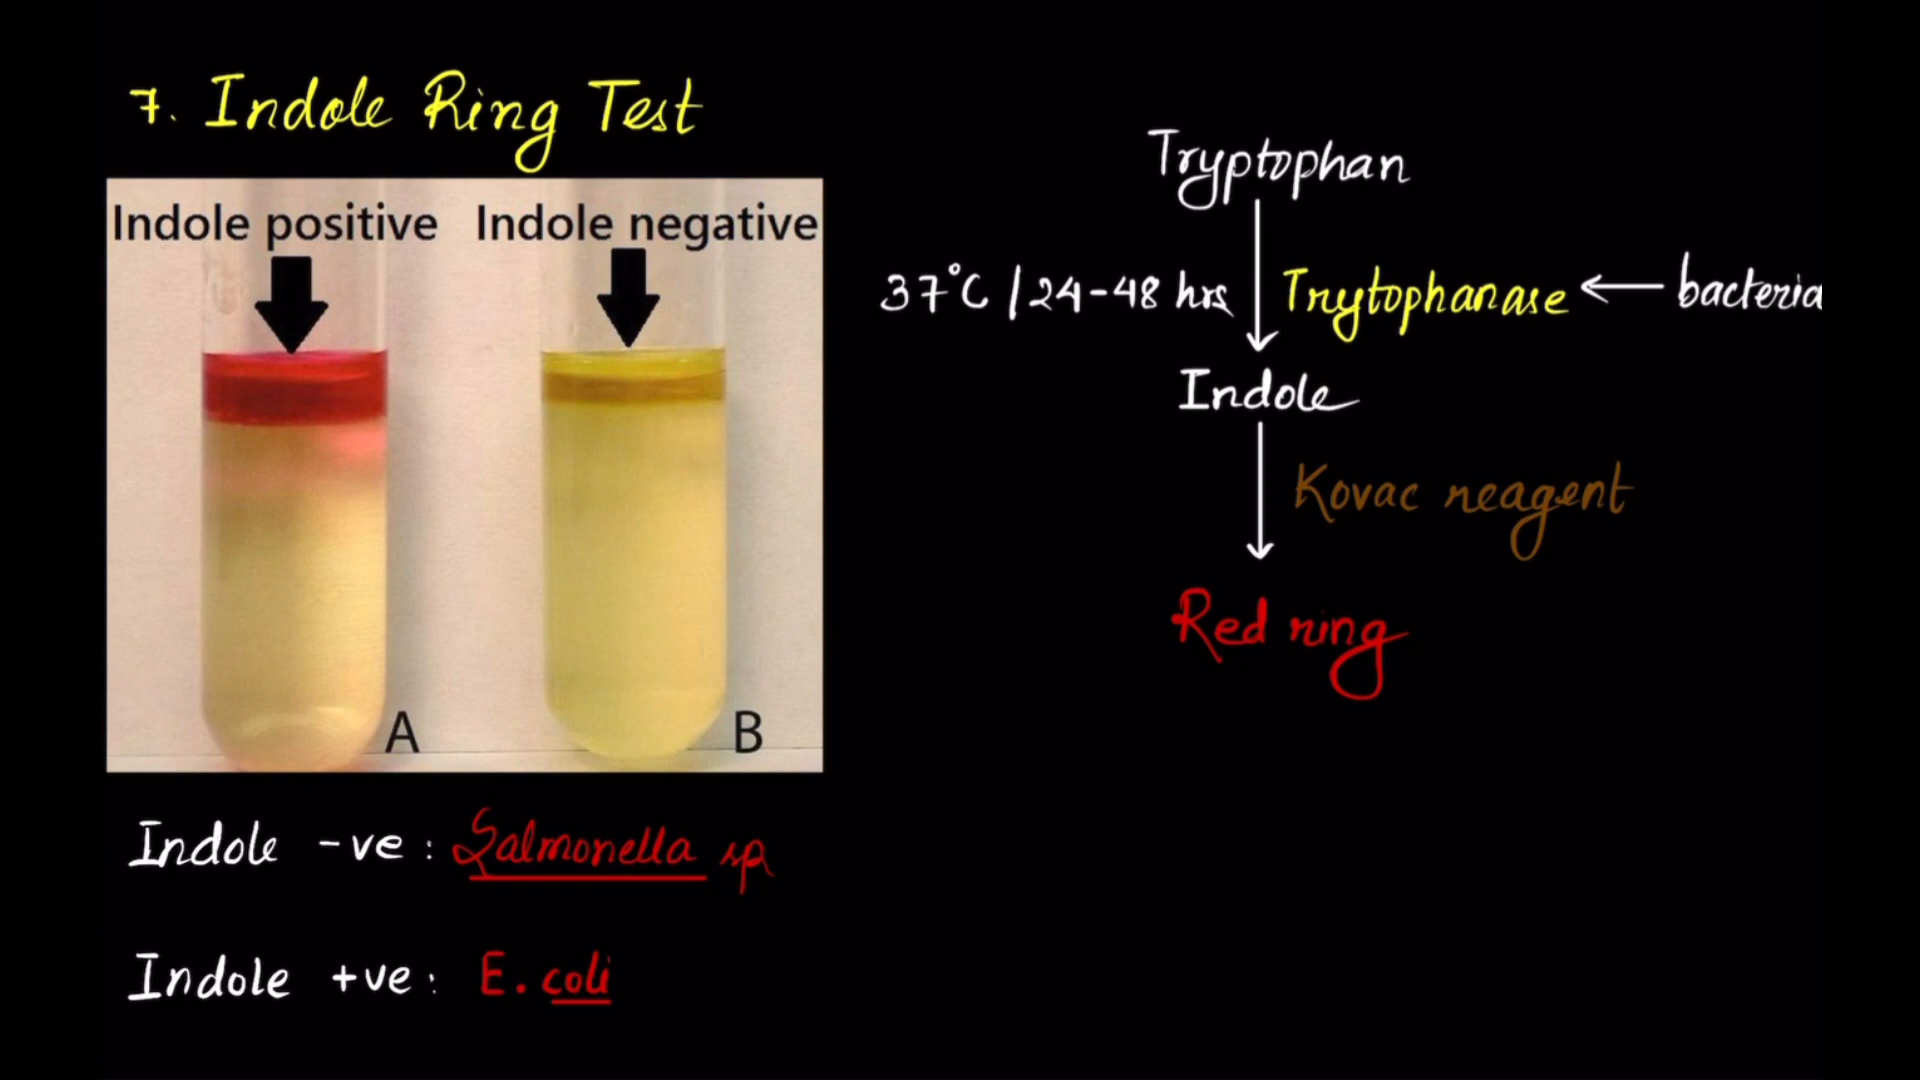 7. Indole Ring Test
Indole positive
Indole negative
A
B
Indole -ve: Salmonella sp
Indole +ve: E. coli
Tryptophan
37°C / 24-48 hrs
Trytophanase ← bacteria
Indole
Kovac reagent
Red ring